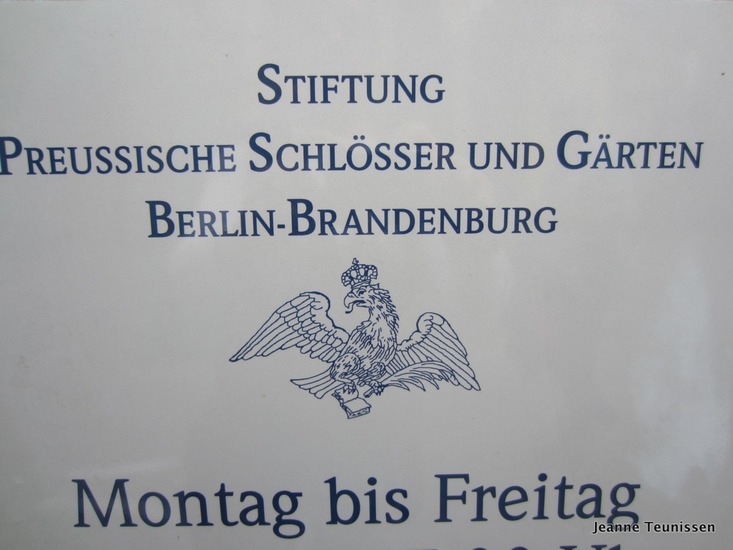 STIFTUNG
PREUSSISCHE SCHLÖSSER UND GÄRTEN
BERLIN-BRANDENBURG
Montag bis Freitag
Jeanne Teunissen